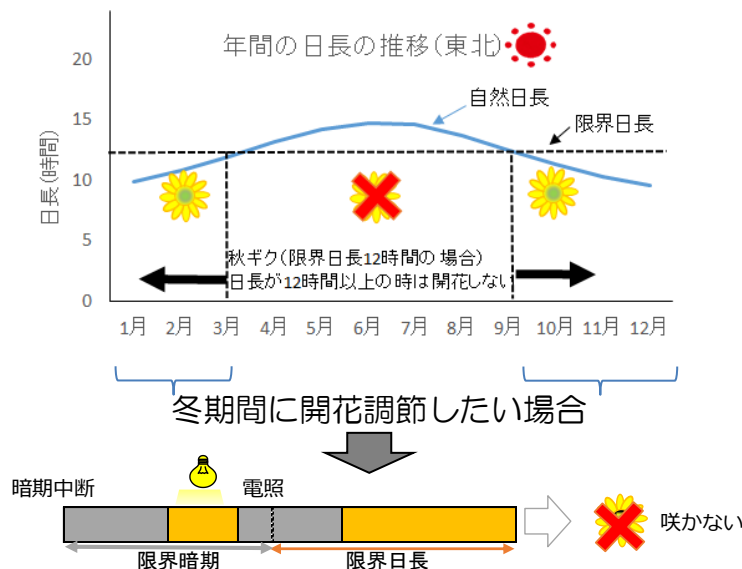 年間の日長の推移(東北)
20
15
10
5
0
日長(時間)
自然日長
限界日長
秋ギク(限界日長12時間の場合)
日長が12時間以上の時は開花しない
1月 2月 3月 4月 5月 6月 7月 8月 9月 10月 11月 12月
冬期間に開花調節したい場合
暗期中断
電照
咲かない
限界暗期
限界日長